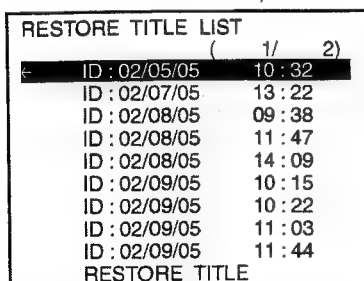 RESTORE TITLE LIST
( 1/ 2)
← ID : 02/05/05 10 : 32
ID : 02/07/05 13 : 22
ID : 02/08/05 09 : 38
ID : 02/08/05 11 : 47
ID : 02/08/05 14 : 09
ID : 02/09/05 10 : 15
ID : 02/09/05 10 : 22
ID : 02/09/05 11 : 03
ID : 02/09/05 11 : 44
RESTORE TITLE